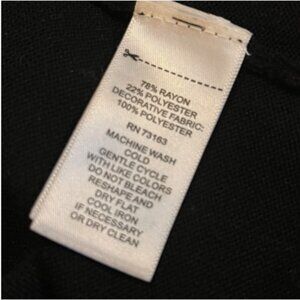 78% RAYON
22% POLYESTER
DECORATIVE FABRIC:
100% POLYESTER
RN 73163
MACHINE WASH
COLD
GENTLE CYCLE
WITH LIKE COLORS
DO NOT BLEACH
RESHAPE AND
DRY FLAT
COOL IRON
IF NECESSARY
OR DRY CLEAN